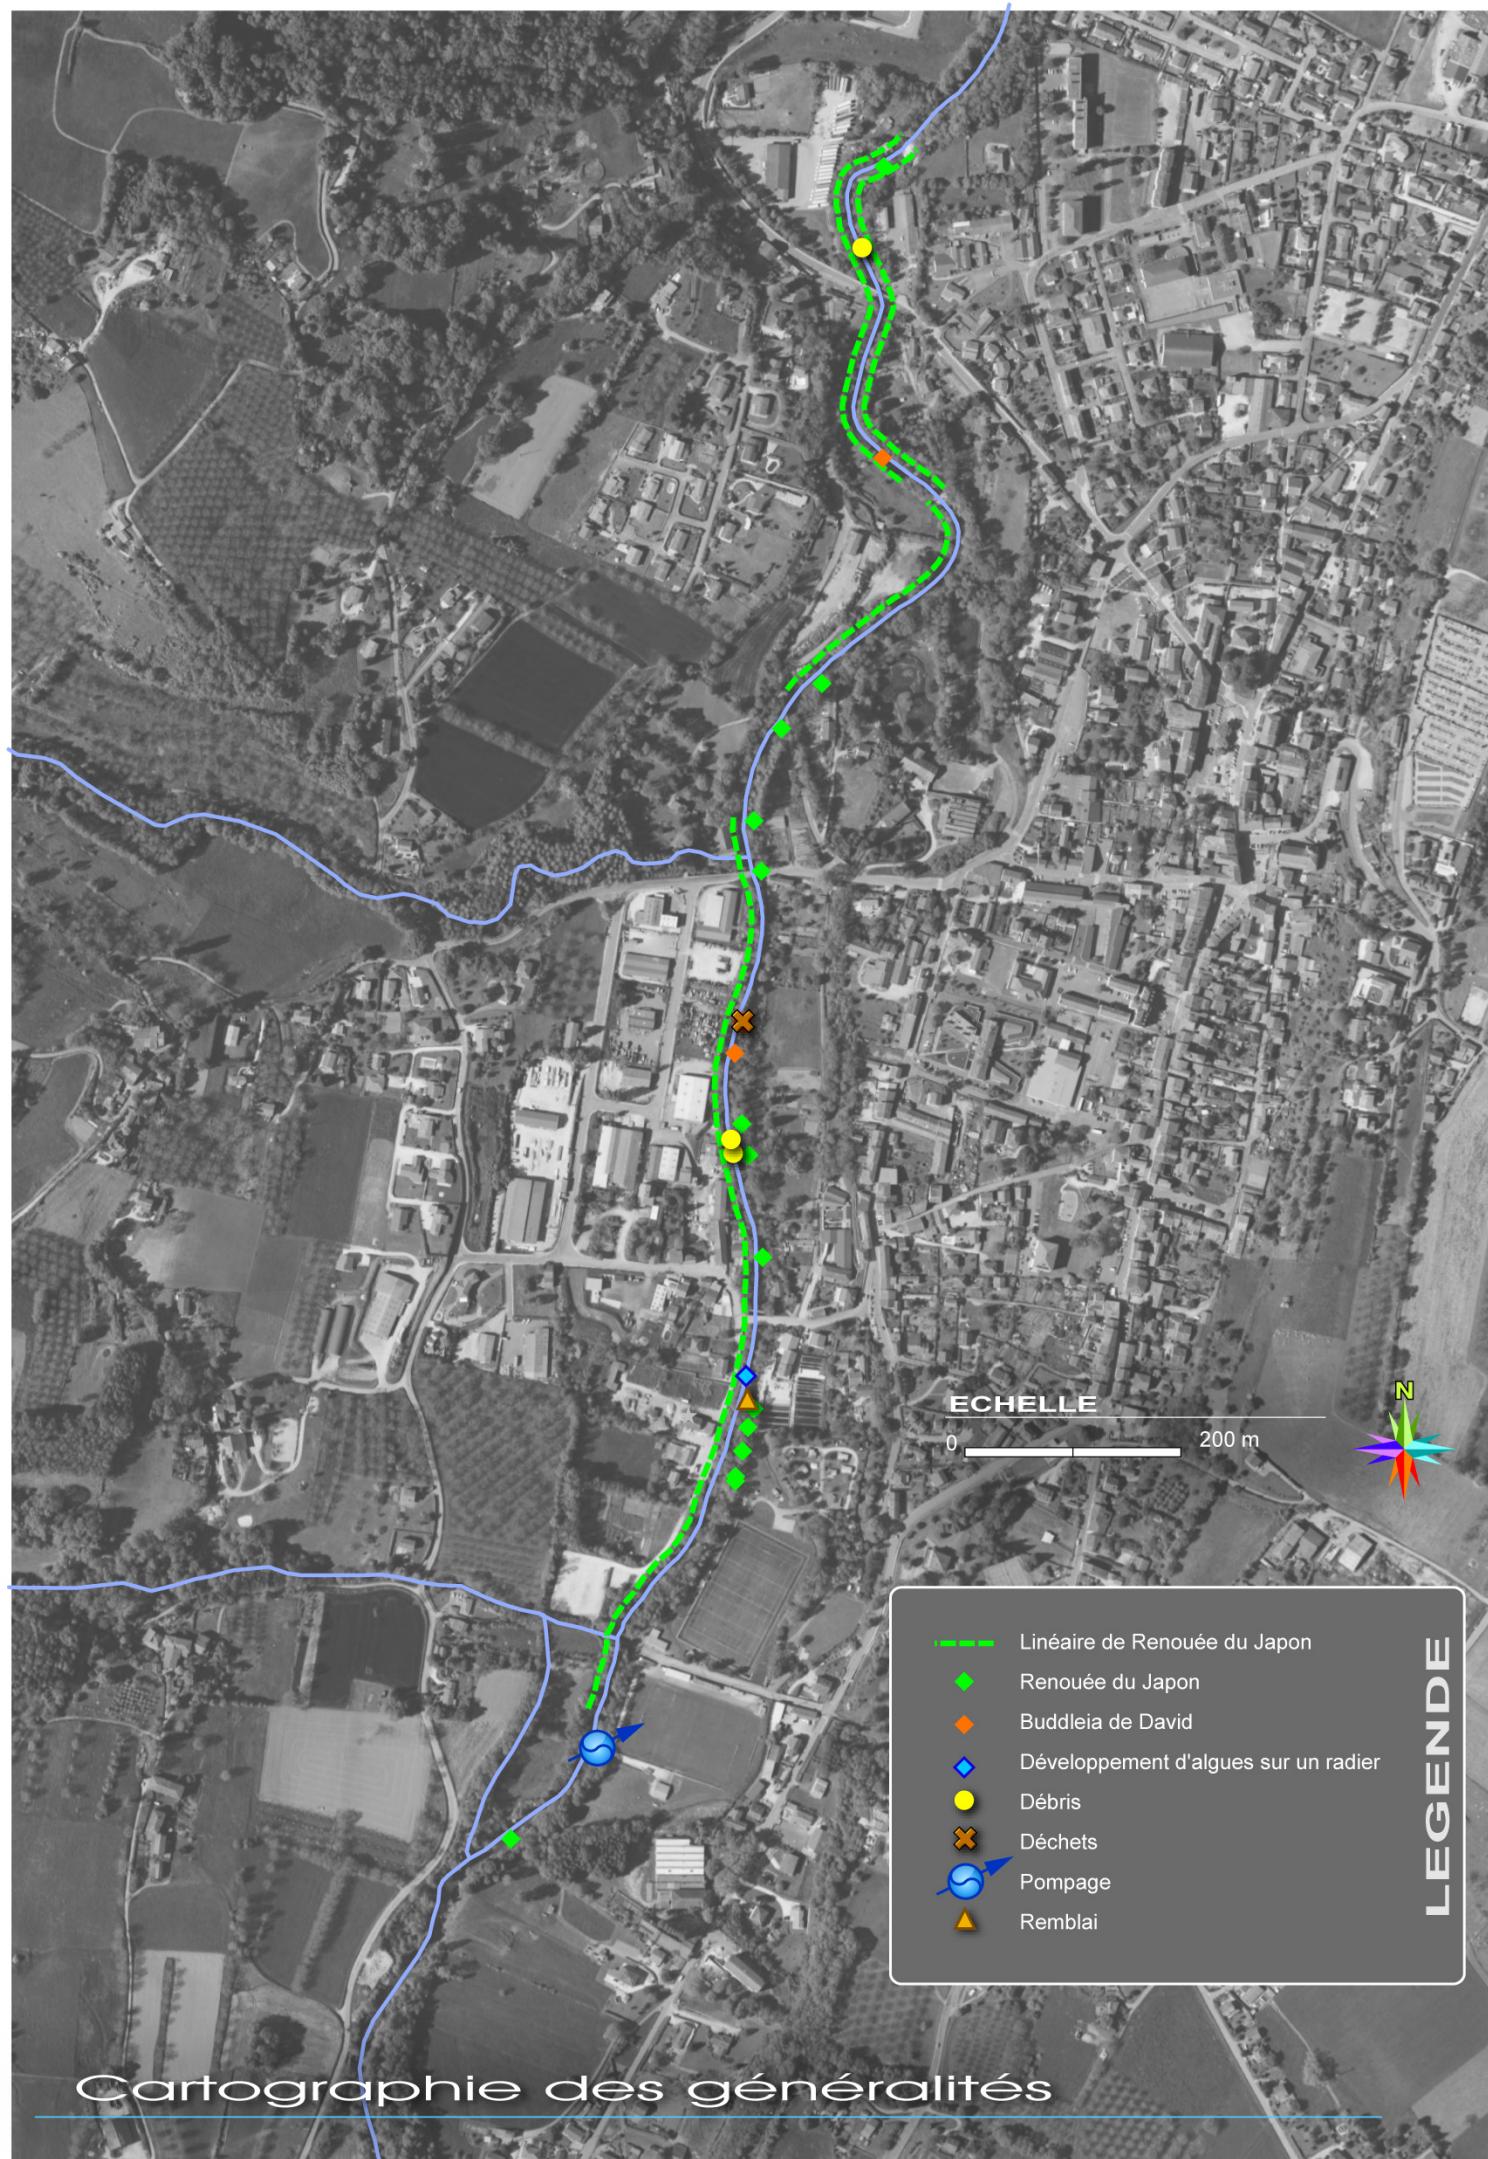 ECHELLE
0 200 m
N
LEGENDE
Linéaire de Renouée du Japon
Renouée du Japon
Buddleia de David
Développement d'algues sur un radier
Débris
Déchets
Pompage
Remblai
Cartographie des généralités